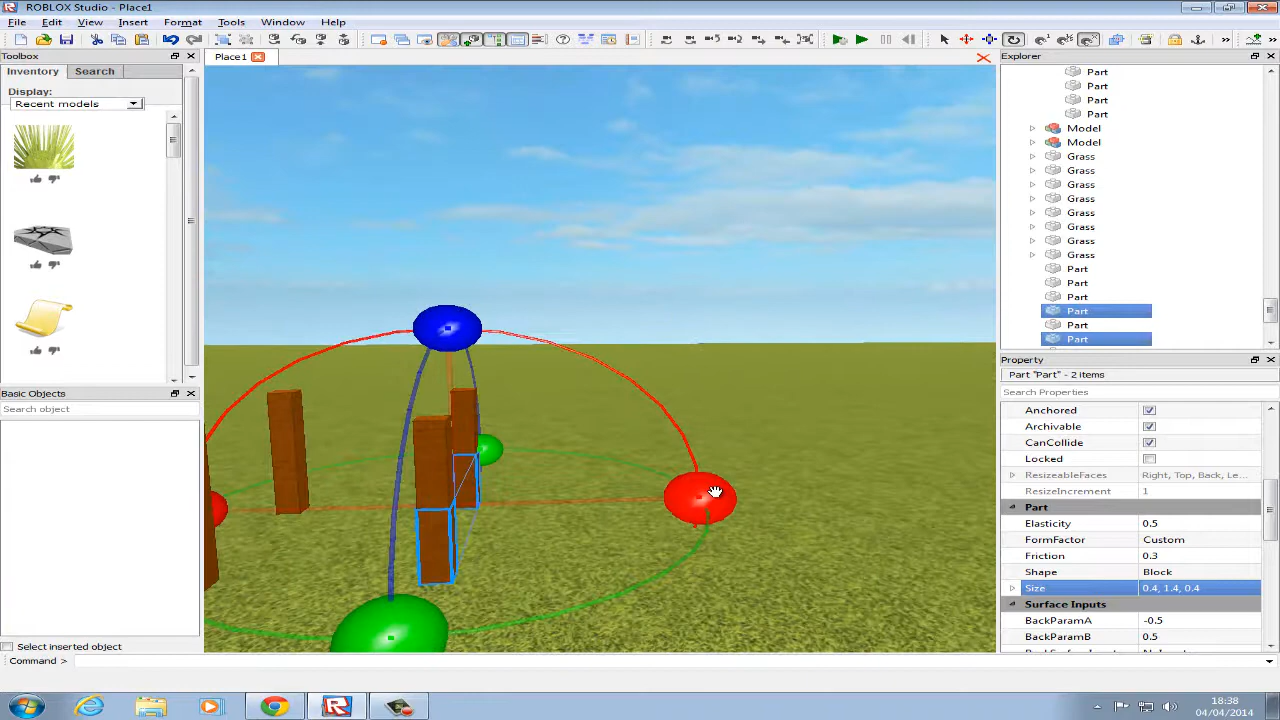 ROBLOX Studio - Place1
File Edit View Insert Format Tools Window Help
Toolbox
Inventory Search
Display:
Recent models
Basic Objects
Search object
Select inserted object
Command >
Place1
Explorer
Part
Part
Part
Part
Model
Model
Grass
Grass
Grass
Grass
Grass
Grass
Grass
Grass
Part
Part
Part
Part
Part
Part
Property
Part "Part" - 2 items
Search Properties
Anchored
Archivable
CanCollide
Locked
ResizeableFaces Right, Top, Back, Le...
ResizeIncrement 1
Part
Elasticity 0.5
FormFactor Custom
Friction 0.3
Shape Block
Size 0.4, 1.4, 0.4
Surface Inputs
BackParamA -0.5
BackParamB 0.5
18:38
04/04/2014